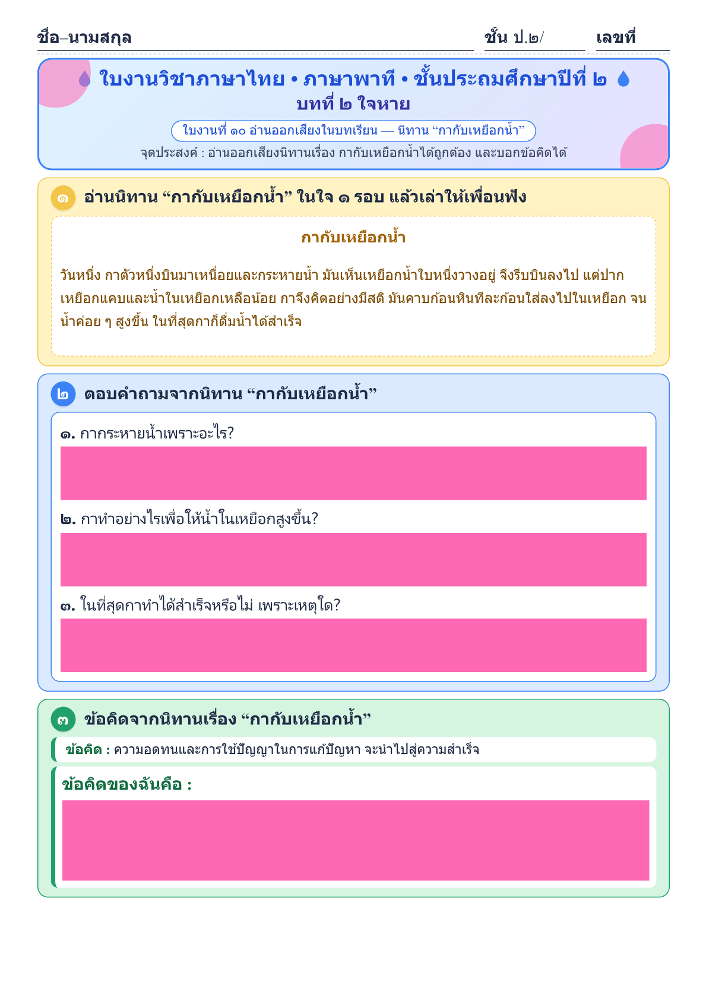 ชื่อ–นามสกุล ชั้น ป.๒/ เลขที่
ใบงานวิชาภาษาไทย • ภาษาพาที • ชั้นประถมศึกษาปีที่ ๒
บทที่ ๒ ใจหาย
ใบงานที่ ๑๐ อ่านออกเสียงในบทเรียน — นิทาน “กากับเหยือกน้ำ”
จุดประสงค์ : อ่านออกเสียงนิทานเรื่อง กากับเหยือกน้ำได้ถูกต้อง และบอกข้อคิดได้
๑ อ่านนิทาน “กากับเหยือกน้ำ” ในใจ ๑ รอบ แล้วเล่าให้เพื่อนฟัง
กากับเหยือกน้ำ
วันหนึ่ง กาตัวหนึ่งบินมาเหนื่อยและกระหายน้ำ มันเห็นเหยือกน้ำใบหนึ่งวางอยู่ จึงรีบบินลงไป แต่ปาก
เหยือกแคบและน้ำในเหยือกเหลือน้อย กาจึงคิดอย่างมีสติ มันคาบก้อนหินทีละก้อนใส่ลงไปในเหยือก จน
น้ำค่อย ๆ สูงขึ้น ในที่สุดกาก็ดื่มน้ำได้สำเร็จ
๒ ตอบคำถามจากนิทาน “กากับเหยือกน้ำ”
๑. กากระหายน้ำเพราะอะไร?
๒. กาทำอย่างไรเพื่อให้น้ำในเหยือกสูงขึ้น?
๓. ในที่สุดกาทำได้สำเร็จหรือไม่ เพราะเหตุใด?
๓ ข้อคิดจากนิทานเรื่อง “กากับเหยือกน้ำ”
ข้อคิด : ความอดทนและการใช้ปัญญาในการแก้ปัญหา จะนำไปสู่ความสำเร็จ
ข้อคิดของฉันคือ :